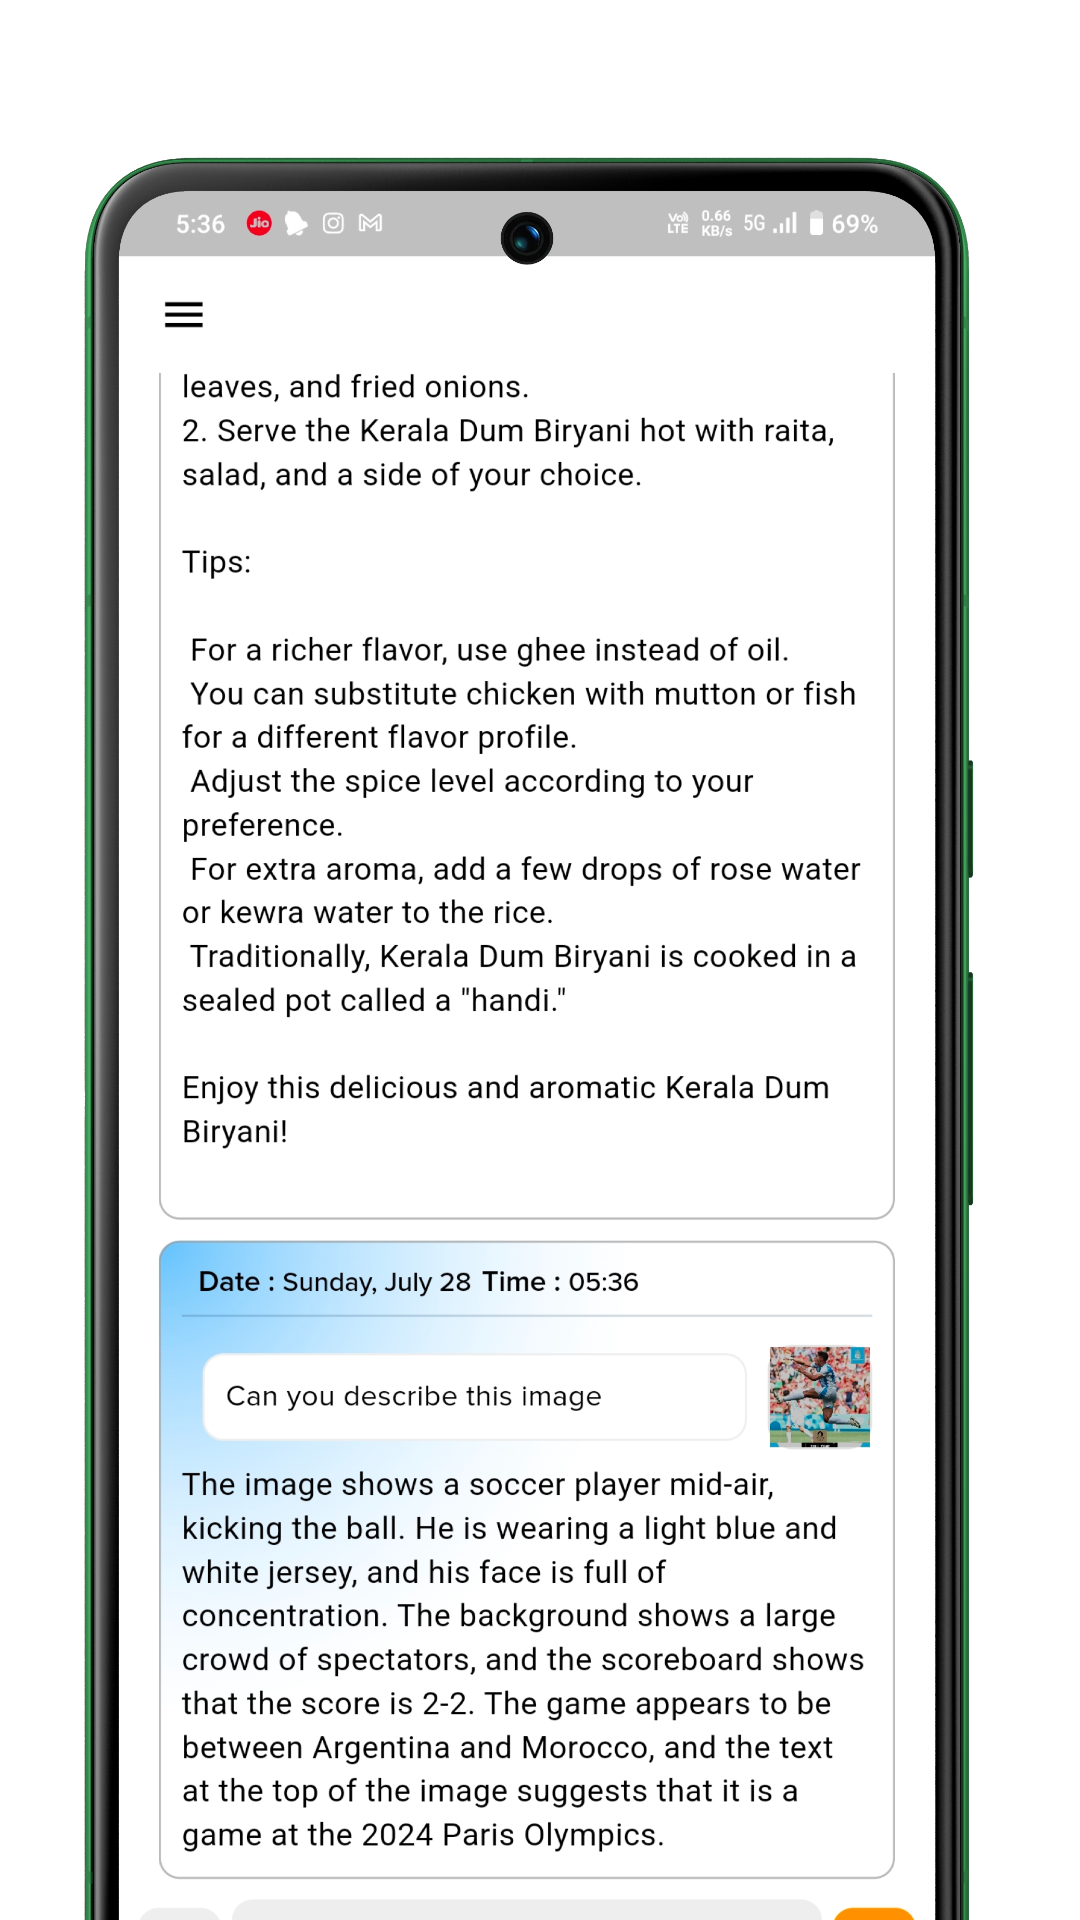 5:36 Jio VoD LTE 0.66 KB/s 5G 69%
leaves, and fried onions.
2. Serve the Kerala Dum Biryani hot with raita,
salad, and a side of your choice.
Tips:
For a richer flavor, use ghee instead of oil.
You can substitute chicken with mutton or fish
for a different flavor profile.
Adjust the spice level according to your
preference.
For extra aroma, add a few drops of rose water
or kewra water to the rice.
Traditionally, Kerala Dum Biryani is cooked in a
sealed pot called a "handi."
Enjoy this delicious and aromatic Kerala Dum
Biryani!
Date : Sunday, July 28 Time : 05:36
Can you describe this image
The image shows a soccer player mid-air,
kicking the ball. He is wearing a light blue and
white jersey, and his face is full of
concentration. The background shows a large
crowd of spectators, and the scoreboard shows
that the score is 2-2. The game appears to be
between Argentina and Morocco, and the text
at the top of the image suggests that it is a
game at the 2024 Paris Olympics.